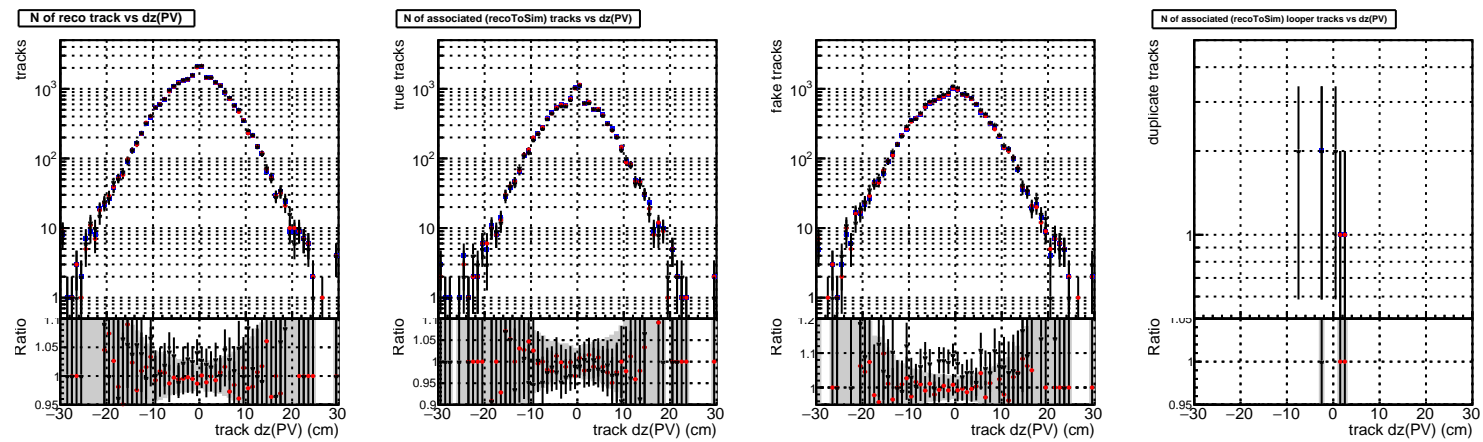 N of reco track vs dz(PV)
tracks
10³
10²
10
1
Ratio
1.1
1.05
1
0.95
−30 −20 −10 0 10 20 30
track dz(PV) (cm)
N of associated (recoToSim) tracks vs dz(PV)
true tracks
10³
10²
10
1
Ratio
1.1
1.05
1
0.95
0.9
−30 −20 −10 0 10 20 30
track dz(PV) (cm)
fake tracks
10³
10²
10
1
Ratio
1.2
1.1
1
−30 −20 −10 0 10 20 30
track dz(PV) (cm)
N of associated (recoToSim) looper tracks vs dz(PV)
duplicate tracks
1
Ratio
1.05
1
0.95
−30 −20 −10 0 10 20 30
track dz(PV) (cm)